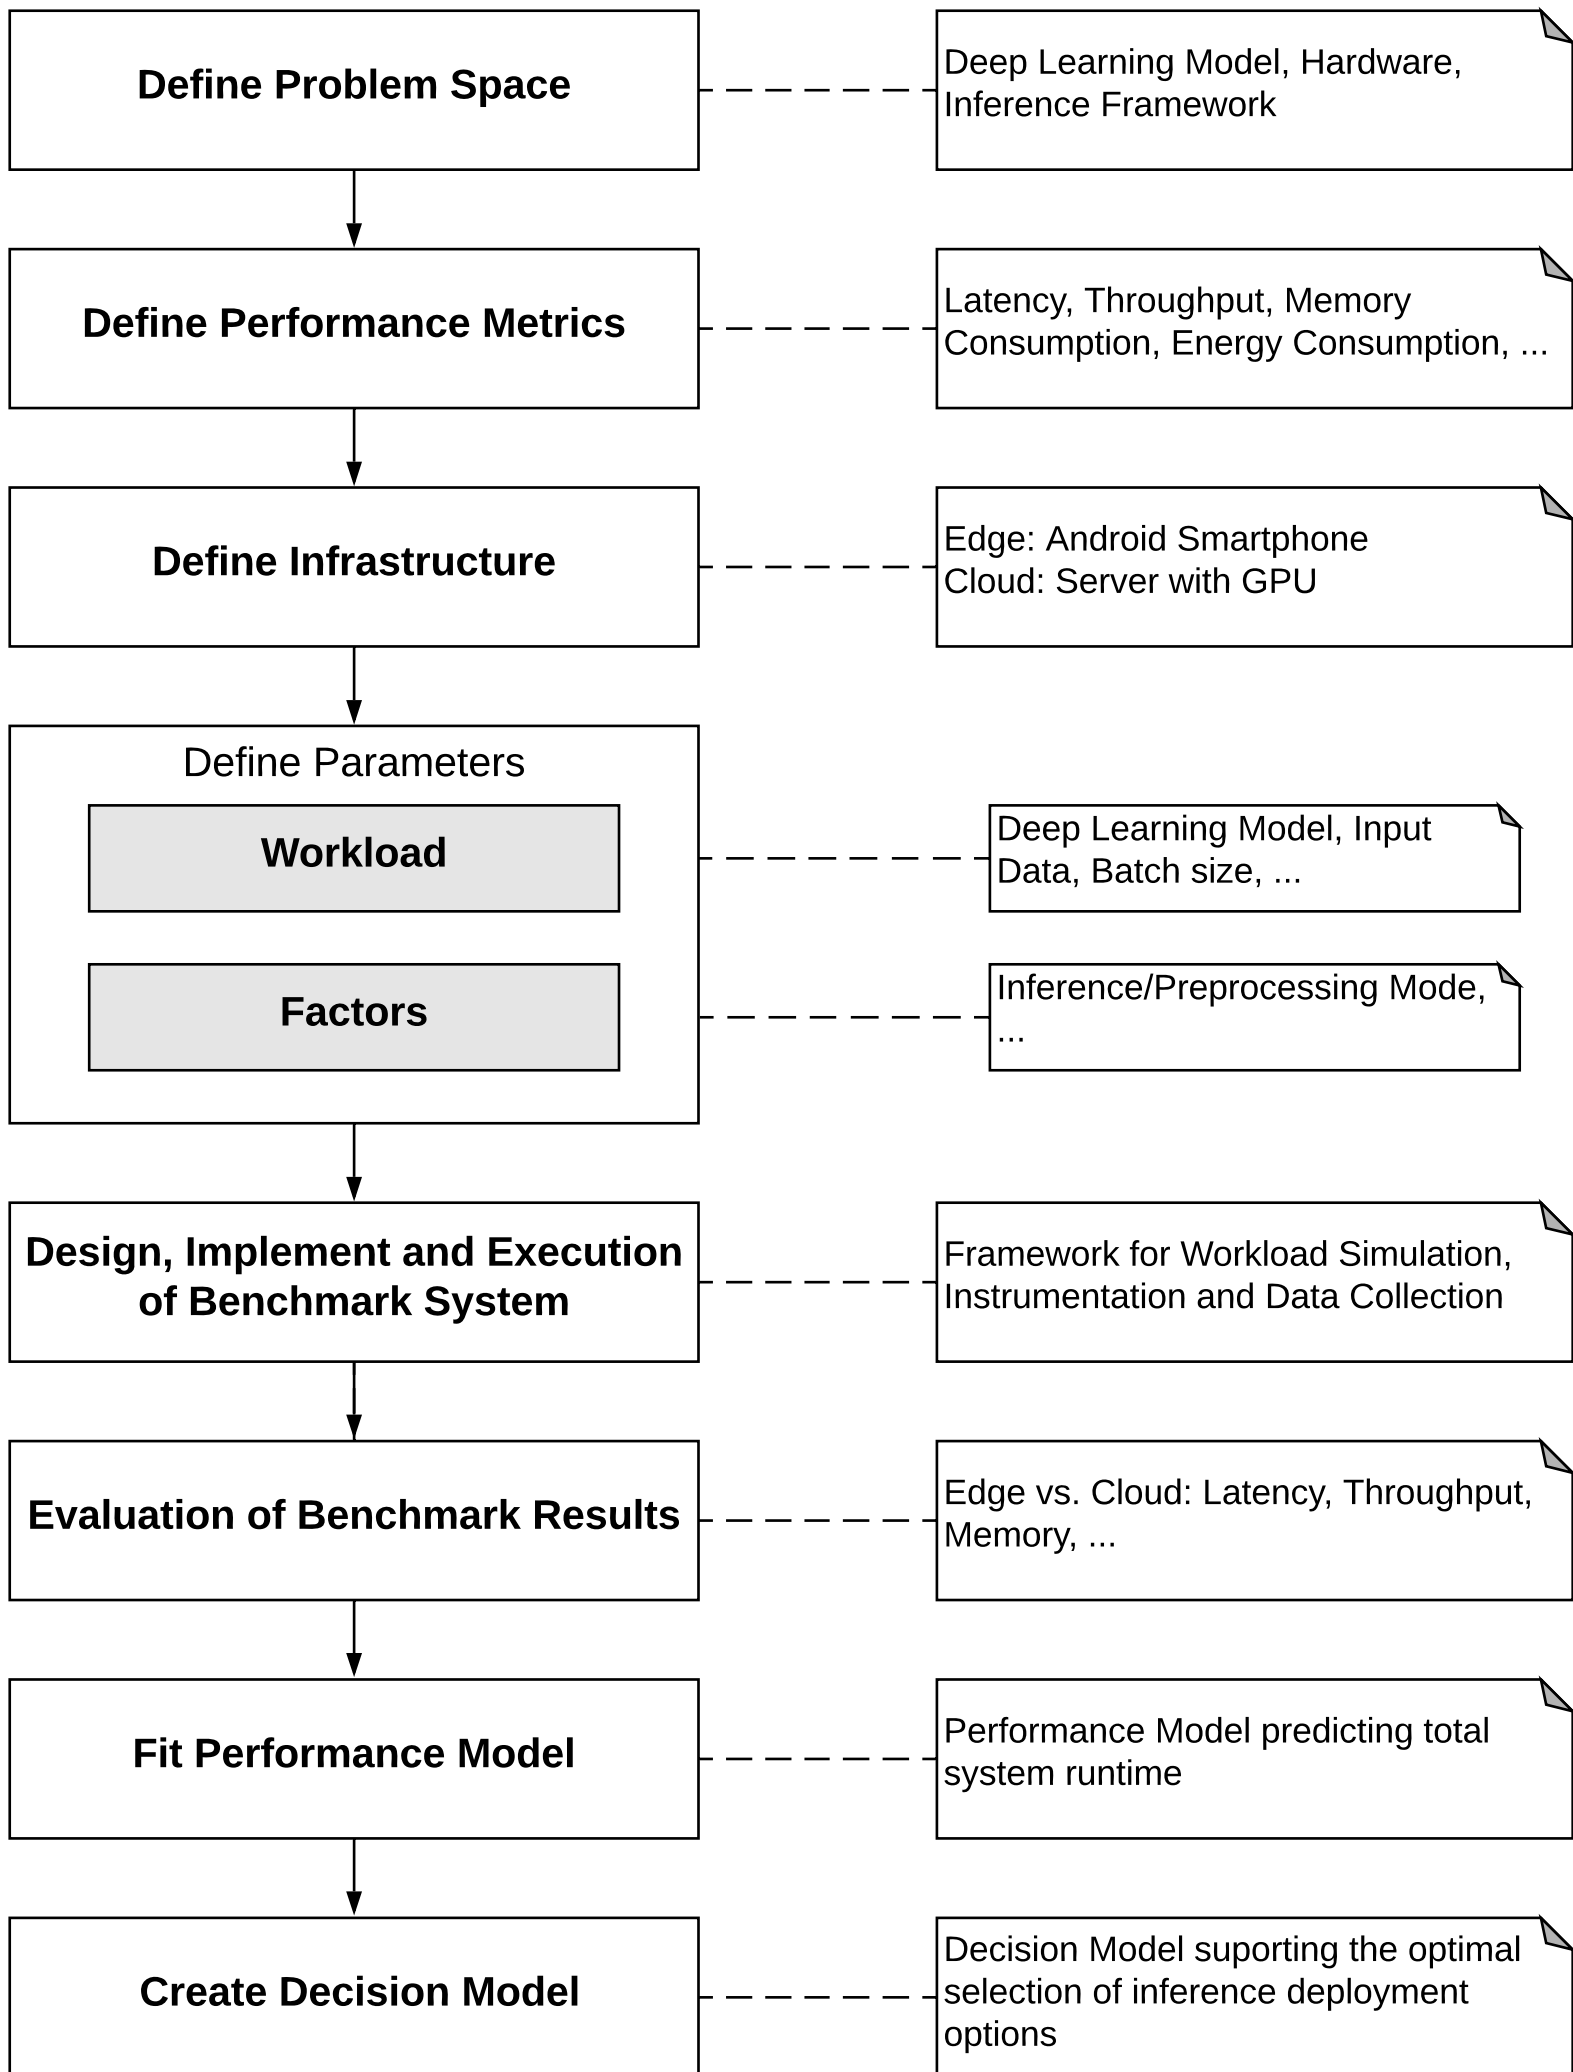 Define Problem Space
Deep Learning Model, Hardware,
Inference Framework
Define Performance Metrics
Latency, Throughput, Memory
Consumption, Energy Consumption, ...
Define Infrastructure
Edge: Android Smartphone
Cloud: Server with GPU
Define Parameters
Workload
Deep Learning Model, Input
Data, Batch size, ...
Factors
Inference/Preprocessing Mode,
...
Design, Implement and Execution
of Benchmark System
Framework for Workload Simulation,
Instrumentation and Data Collection
Evaluation of Benchmark Results
Edge vs. Cloud: Latency, Throughput,
Memory, ...
Fit Performance Model
Performance Model predicting total
system runtime
Create Decision Model
Decision Model suporting the optimal
selection of inference deployment
options